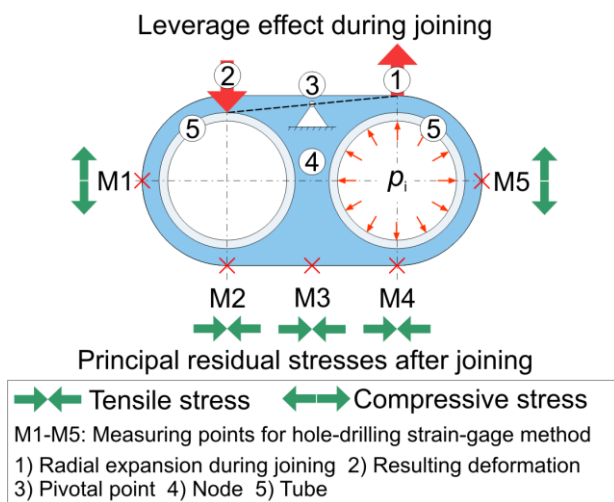 Leverage effect during joining
2
3
1
5
5
4
M1
pi
M5
M2 M3 M4
Principal residual stresses after joining
Tensile stress Compressive stress
M1-M5: Measuring points for hole-drilling strain-gage method
1) Radial expansion during joining 2) Resulting deformation
3) Pivotal point 4) Node 5) Tube